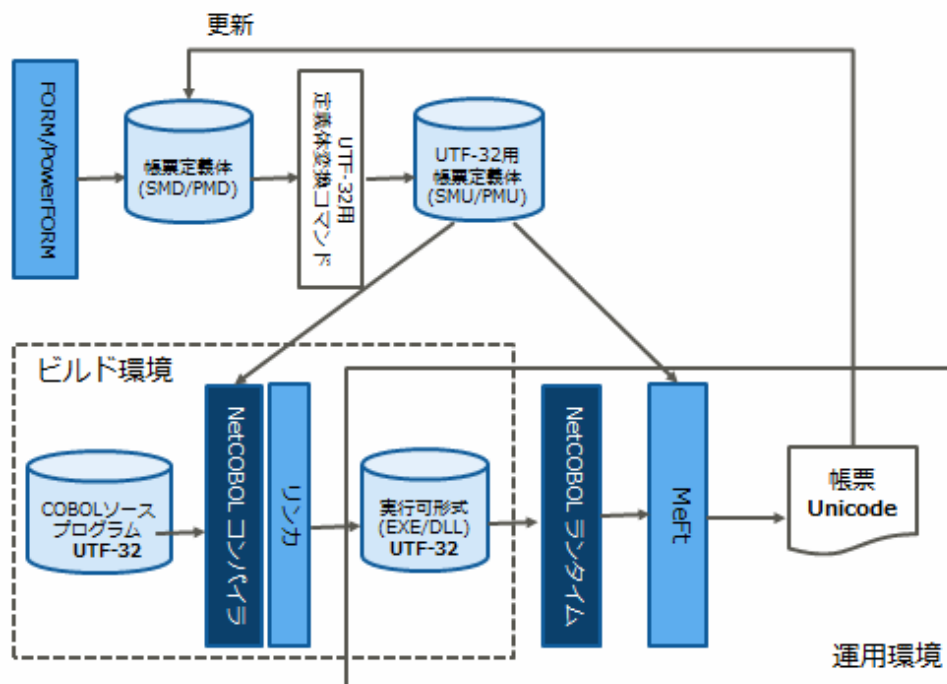 更新
FORM/PowerFORM
帳票定義体
(SMD/PMD)
UTF-32用
定義体変換コマンド
UTF-32用
帳票定義体
(SMU/PMU)
ビルド環境
COBOLソース
プログラム
UTF-32
NetCOBOL コンパイラ
リンカ
実行可形式
(EXE/DLL)
UTF-32
NetCOBOL ランタイム
MeFt
帳票
Unicode
運用環境